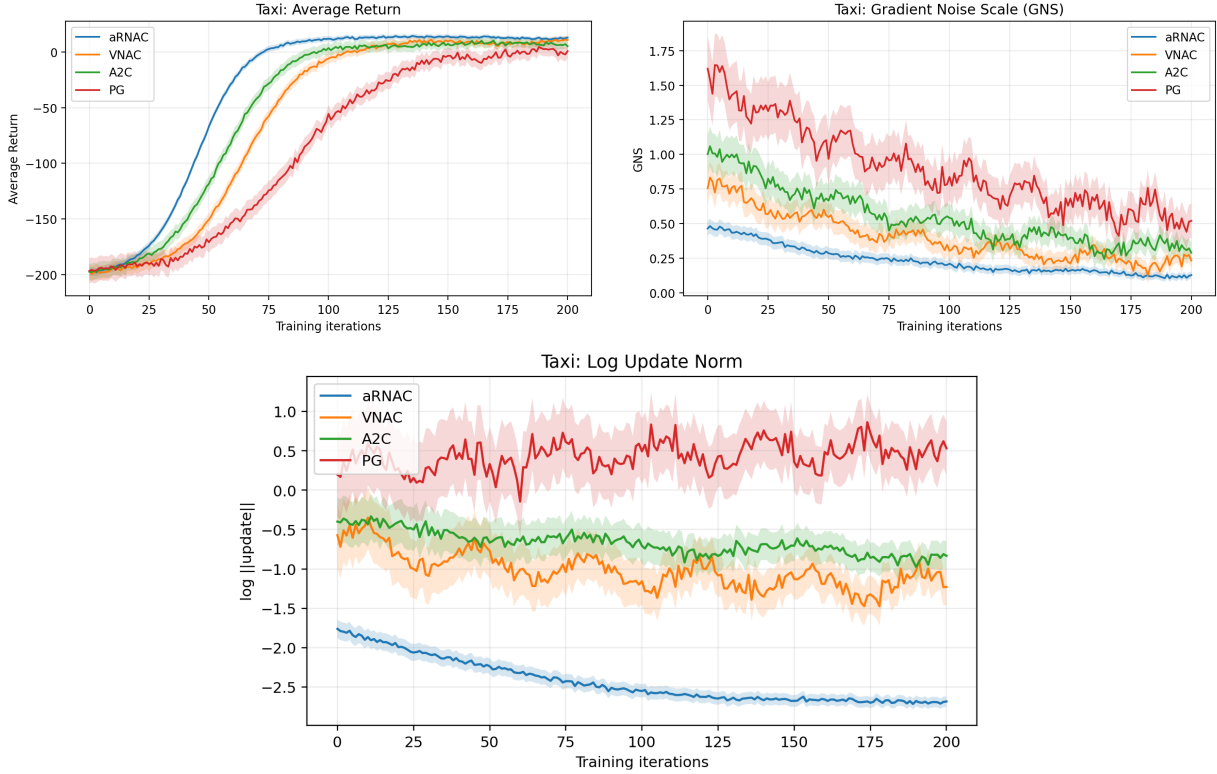 Taxi: Average Return
Average Return
0
−50
−100
−150
−200
aRNAC
VNAC
A2C
PG
0 25 50 75 100 125 150 175 200
Training iterations
Taxi: Gradient Noise Scale (GNS)
GNS
1.75
1.50
1.25
1.00
0.75
0.50
0.25
0.00
aRNAC
VNAC
A2C
PG
0 25 50 75 100 125 150 175 200
Training iterations
Taxi: Log Update Norm
log ||update||
1.0
0.5
0.0
−0.5
−1.0
−1.5
−2.0
−2.5
aRNAC
VNAC
A2C
PG
0 25 50 75 100 125 150 175 200
Training iterations